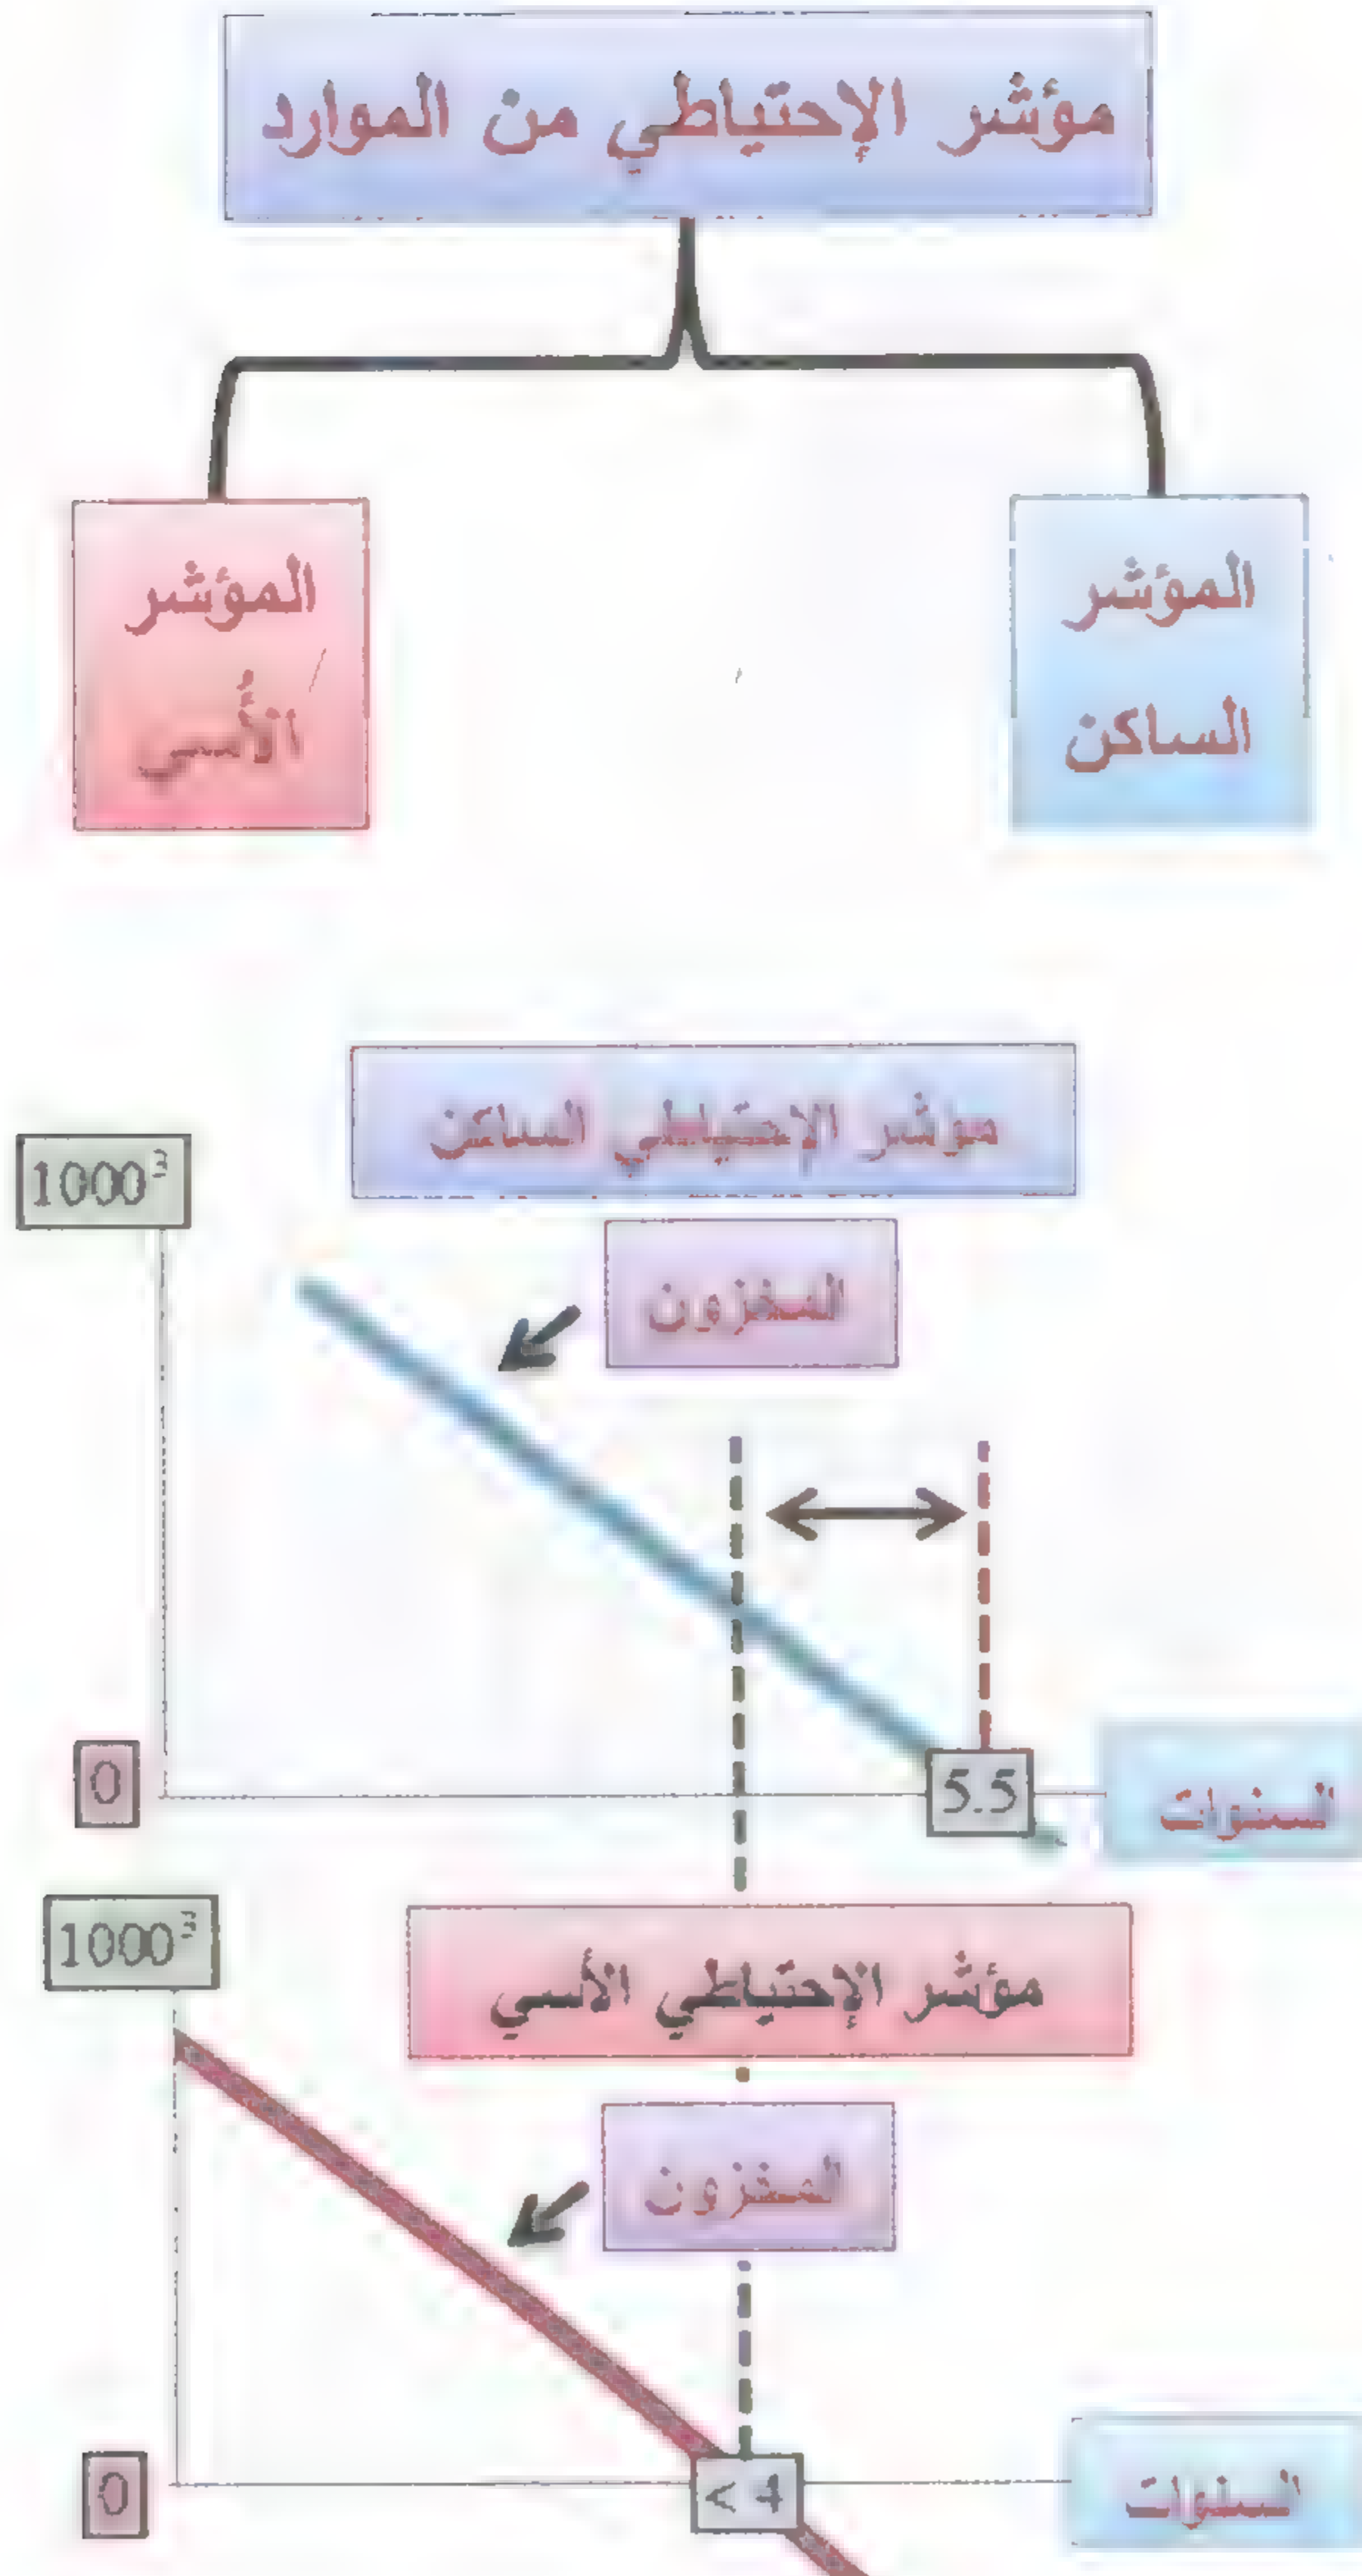 مؤشر الإحتياطي من الموارد
المؤشر
الساكن
المؤشر
الأسي
مؤشر الإحتياطي الساكن
1000³
المخزون
0
5.5
السنوات
1000³
مؤشر الإحتياطي الأسي
المخزون
0
< 4
السنوات